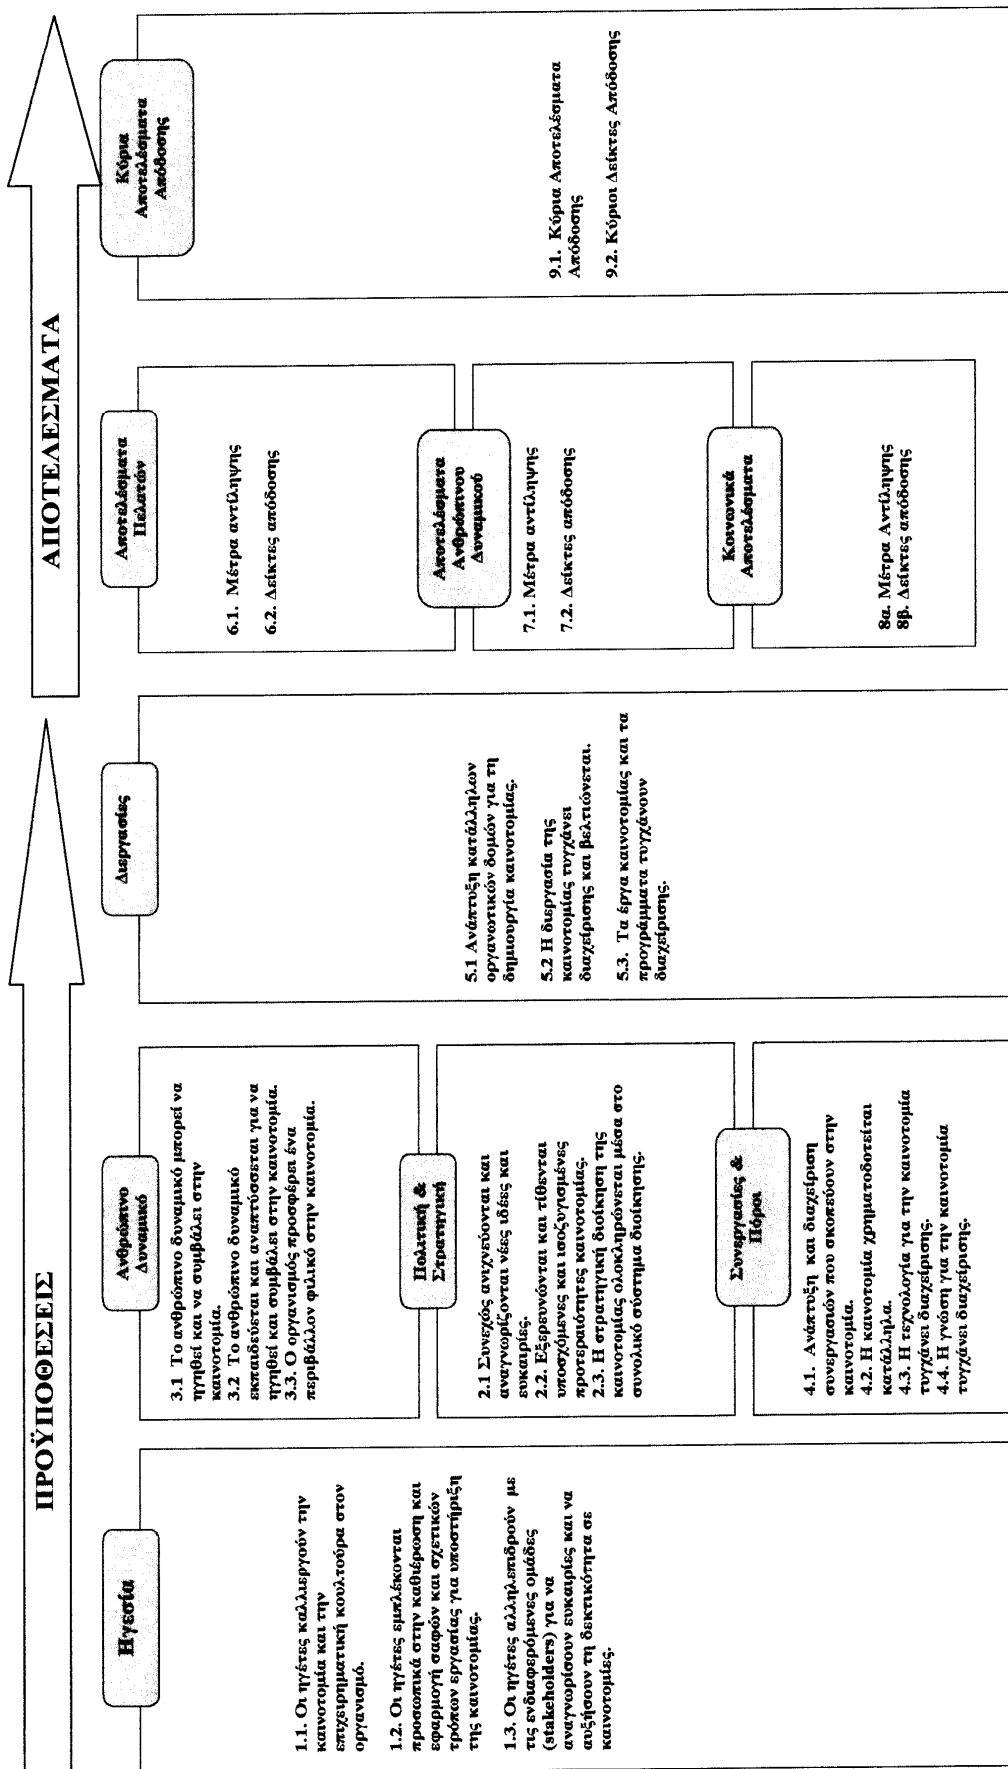 ΠΡΟΫΠΟΘΕΣΕΙΣ
ΑΠΟΤΕΛΕΣΜΑΤΑ
Ηγεσία
1.1. Οι ηγέτες καλλιεργούν την
καινοτομία και την
επιχειρηματική κουλτούρα στον
οργανισμό.
1.2. Οι ηγέτες εμπλέκονται
προσωπικά στην καθιέρωση και
εφαρμογή σαφών και σχετικών
τρόπων εργασίας για υποστήριξη
της καινοτομίας.
1.3. Οι ηγέτες αλληλεπιδρούν με
τις ενδιαφερόμενες ομάδες
(stakeholders) για να
αναγνωρίσουν ευκαιρίες και να
αυξήσουν τη δεκτικότητα σε
καινοτομίες.
Ανθρώπινο
Δυναμικό
3.1 Το ανθρώπινο δυναμικό μπορεί να
ηγηθεί και να συμβάλει στην
καινοτομία.
3.2 Το ανθρώπινο δυναμικό
εκπαιδεύεται και αναπτύσσεται για να
ηγηθεί και συμβάλει στην καινοτομία.
3.3. Ο οργανισμός προσφέρει ένα
περιβάλλον φιλικό στην καινοτομία.
Πολιτική &
Στρατηγική
2.1 Συνεχώς ανιχνεύονται και
αναγνωρίζονται νέες ιδέες και
ευκαιρίες.
2.2. Εξερευνώνται και τίθενται
υποσχόμενες και ισοζυγισμένες
προτεραιότητες καινοτομίας.
2.3. Η στρατηγική διοίκηση της
καινοτομίας ολοκληρώνεται μέσα στο
συνολικό σύστημα διοίκησης.
Συνεργασίες &
Πόροι
4.1. Ανάπτυξη και διαχείριση
συνεργασιών που σκοπεύουν στην
καινοτομία.
4.2. Η καινοτομία χρηματοδοτείται
κατάλληλα.
4.3. Η τεχνολογία για την καινοτομία
τυγχάνει διαχείρισης.
4.4. Η γνώση για την καινοτομία
τυγχάνει διαχείρισης.
Διεργασίες
5.1 Ανάπτυξη κατάλληλων
οργανωτικών δομών για τη
δημιουργία καινοτομίας.
5.2 Η διεργασία της
καινοτομίας τυγχάνει
διαχείρισης και βελτιώνεται.
5.3. Τα έργα καινοτομίας και τα
προγράμματα τυγχάνουν
διαχείρισης.
Αποτελέσματα
Πελατών
6.1. Μέτρα αντίληψης
6.2. Δείκτες απόδοσης
Αποτελέσματα
Ανθρώπινου
Δυναμικού
7.1. Μέτρα αντίληψης
7.2. Δείκτες απόδοσης
Κοινωνικά
Αποτελέσματα
8α. Μέτρα Αντίληψης
8β. Δείκτες απόδοσης
Κύρια
Αποτελέσματα
Απόδοσης
9.1. Κύρια Αποτελέσματα
Απόδοσης
9.2. Κύριοι Δείκτες Απόδοσης